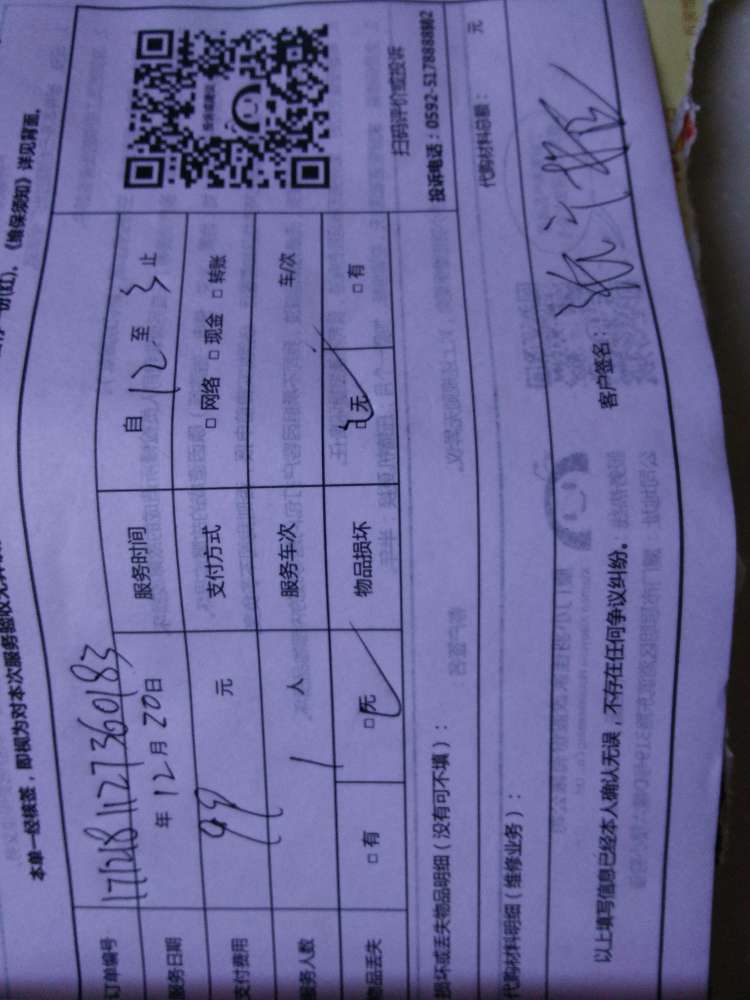 份(红),《维保须知》详见背面.
本单一经核签,即视为对本次服务验收
订单编号 17121811127360183
服务日期 年 12 月 20 日 服务时间 自 12 至 3 止
支付费用 99 元 支付方式 □ 网络 □ 现金 □ 转账
服务人数 1 人 服务车次 车/次
物品丢失 □ 有 □ 无 物品损坏 □ 无 □ 有
扫码评价或投诉
投诉电话:0592-5178888转2
损坏或丢失物品明细(没有可不填):
代购材料明细(维修业务): 代购材料总额: 元
以上填写信息已经本人确认无误,不存在任何争议纠纷。 客户签名: